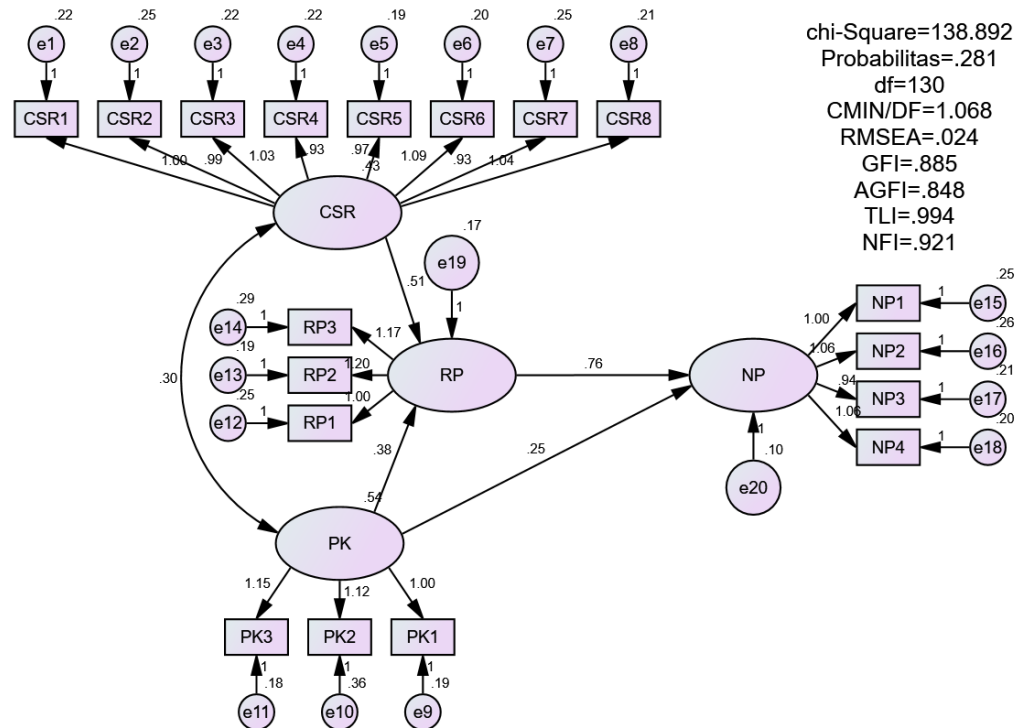 .22 .25 .22 .22 .19 .20 .25 .21
e1 e2 e3 e4 e5 e6 e7 e8
1 1 1 1 1 1 1 1
CSR1 CSR2 CSR3 CSR4 CSR5 CSR6 CSR7 CSR8
1.00 .99 1.03 .93 .97 1.09 .93 1.04
.43
CSR
chi-Square=138.892
Probabilitas=.281
df=130
CMIN/DF=1.068
RMSEA=.024
GFI=.885
AGFI=.848
TLI=.994
NFI=.921
.17
e19
1
.51
.29
e14 1 RP3 1.17
.19
e13 1 RP2 1.20
.25
e12 1 RP1 1.00
RP
.76
NP
.30
.38
.25
1.00 NP1 1 e15 .25
1.06 NP2 1 e16 .26
.94 NP3 1 e17 .21
1.06 NP4 1 e18 .20
1
.10
e20
.54
PK
1.15 1.12 1.00
PK3 PK2 PK1
1 1 1
.18 .36 .19
e11 e10 e9